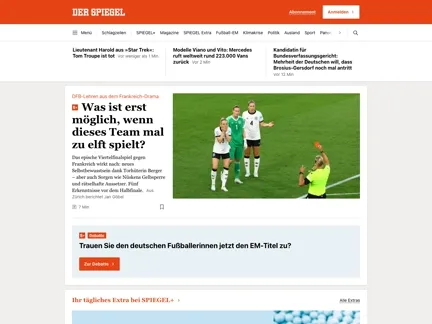 DER SPIEGEL
Abonnement
Anmelden
Menü Schlagzeilen SPIEGEL+ Magazine SPIEGEL Extra Fußball-EM Klimakrise Politik Ausland Sport
Lieutenant Harold aus »Star Trek«:
Tom Troupe ist tot Vor weniger als 1 Min
Modelle Viano und Vito: Mercedes
ruft weltweit rund 223.000 Vans
zurück Vor 2 Min
Kandidatin für
Bundesverfassungsgericht:
Mehrheit der Deutschen will, dass
Brosius-Gersdorf noch mal antritt
Vor 13 Min
DFB-Lehren aus dem Frankreich-Drama
S+ Was ist erst
möglich, wenn
dieses Team mal
zu elft spielt?
Das epische Viertelfinalspiel gegen
Frankreich wirkt nach: neues
Selbstbewusstsein dank Torhüterin Berger
– aber auch Sorgen wie Nüskens Gelbsperre
und rätselhafte Aussetzer. Fünf
Erkenntnisse vor dem Halbfinale. Aus
Zürich berichtet Jan Göbel
7 Min
S+ Debatte
Trauen Sie den deutschen Fußballerinnen jetzt den EM-Titel zu?
Zur Debatte
Ihr tägliches Extra bei SPIEGEL+
Alle Extras